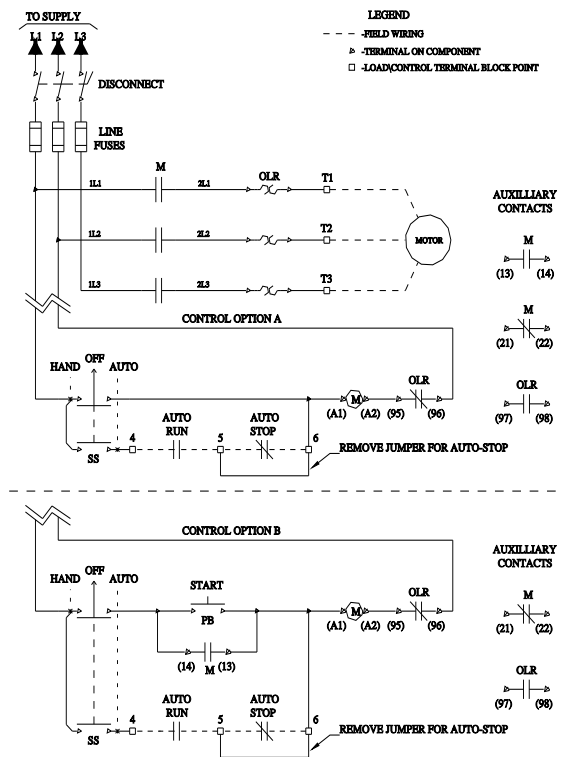 TO SUPPLY
L1 L2 L3
DISCONNECT
LINE
FUSES
LEGEND
-FIELD WIRING
-TERMINAL ON COMPONENT
-LOAD\CONTROL TERMINAL BLOCK POINT
M
OLR
1L1 2L1 T1
1L2 2L2 T2
1L3 2L3 T3
MOTOR
AUXILLIARY
CONTACTS
M
(13) (14)
M
(21) (22)
OLR
(97) (98)
CONTROL OPTION A
HAND OFF AUTO
SS
4
AUTO
RUN
5
AUTO
STOP
6
M
(A1) (A2)
OLR
(95) (96)
REMOVE JUMPER FOR AUTO-STOP
CONTROL OPTION B
HAND OFF AUTO
START
PB
(14) M (13)
M
(A1) (A2)
OLR
(95) (96)
SS
4
AUTO
RUN
5
AUTO
STOP
6
REMOVE JUMPER FOR AUTO-STOP
AUXILLIARY
CONTACTS
M
(21) (22)
OLR
(97) (98)